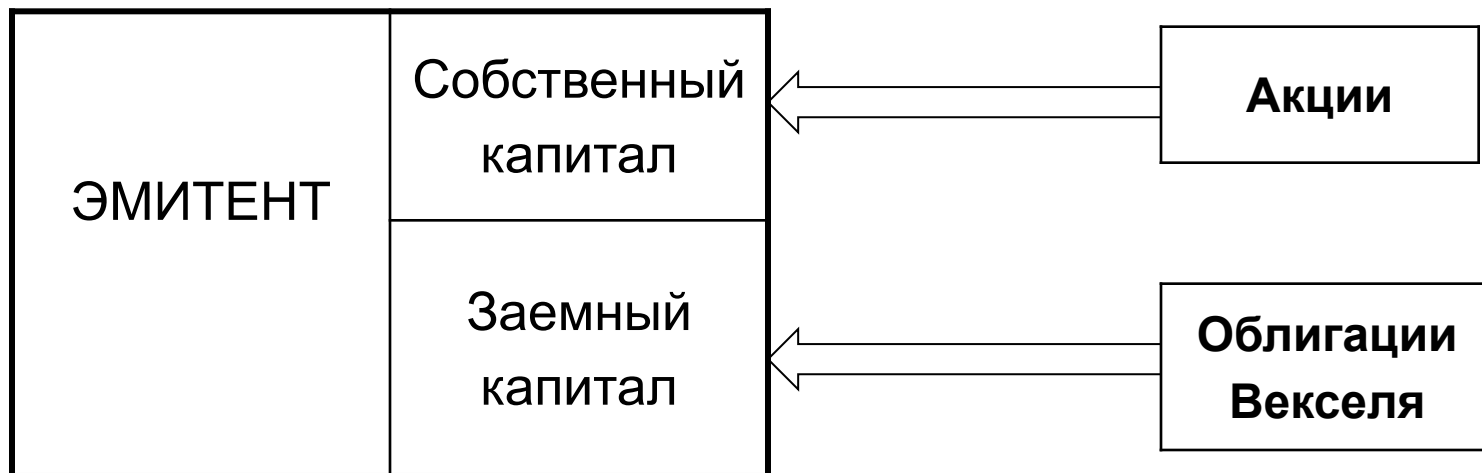 ЭМИТЕНТ
Собственный
капитал
Акции
Заемный
капитал
Облигации
Векселя